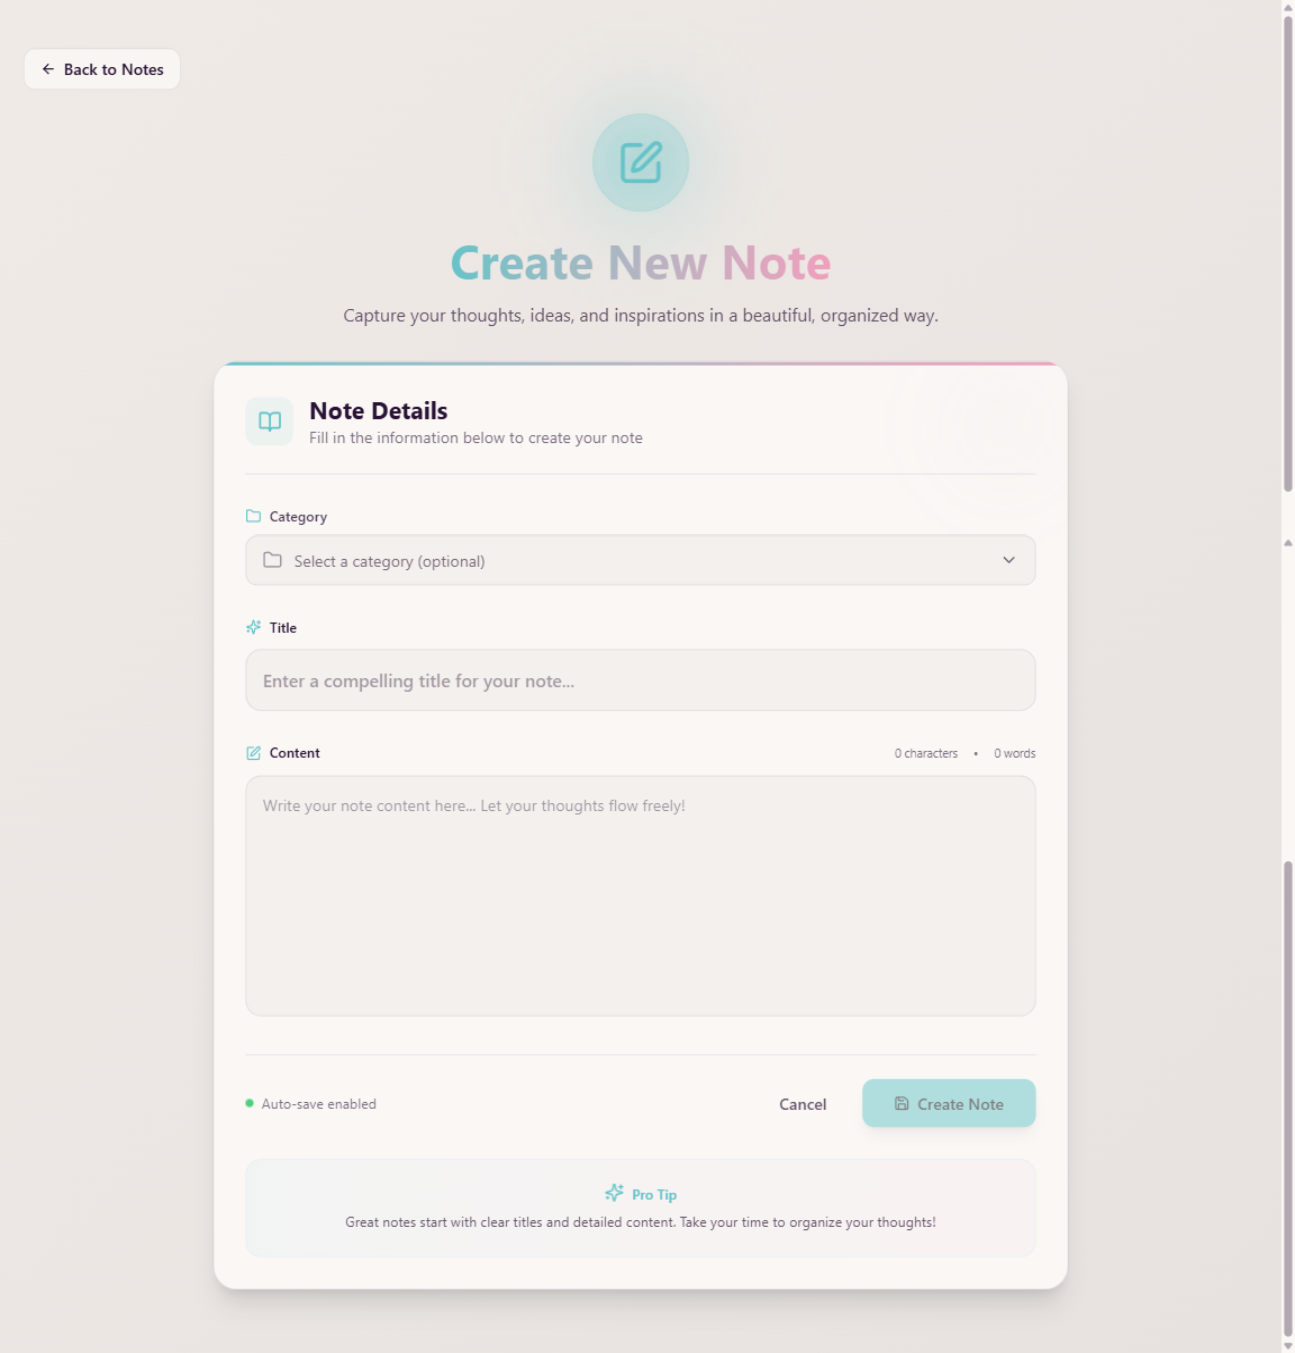 Back to Notes
Create New Note
Capture your thoughts, ideas, and inspirations in a beautiful, organized way.
Note Details
Fill in the information below to create your note
Category
Select a category (optional)
Title
Enter a compelling title for your note...
Content
0 characters • 0 words
Write your note content here... Let your thoughts flow freely!
Auto-save enabled
Cancel
Create Note
Pro Tip
Great notes start with clear titles and detailed content. Take your time to organize your thoughts!